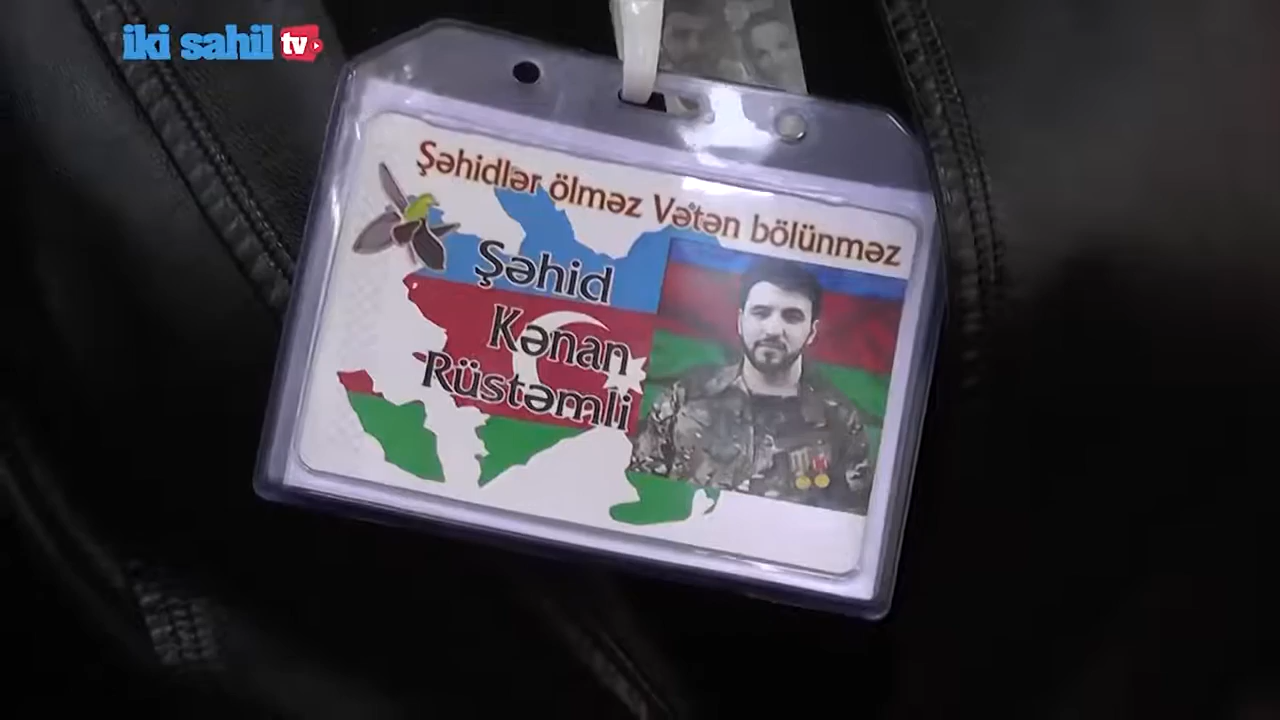 iki sahil tv
Şəhidlər ölməz Vətən bölünməz
Şəhid
Kənan
Rüstəmli